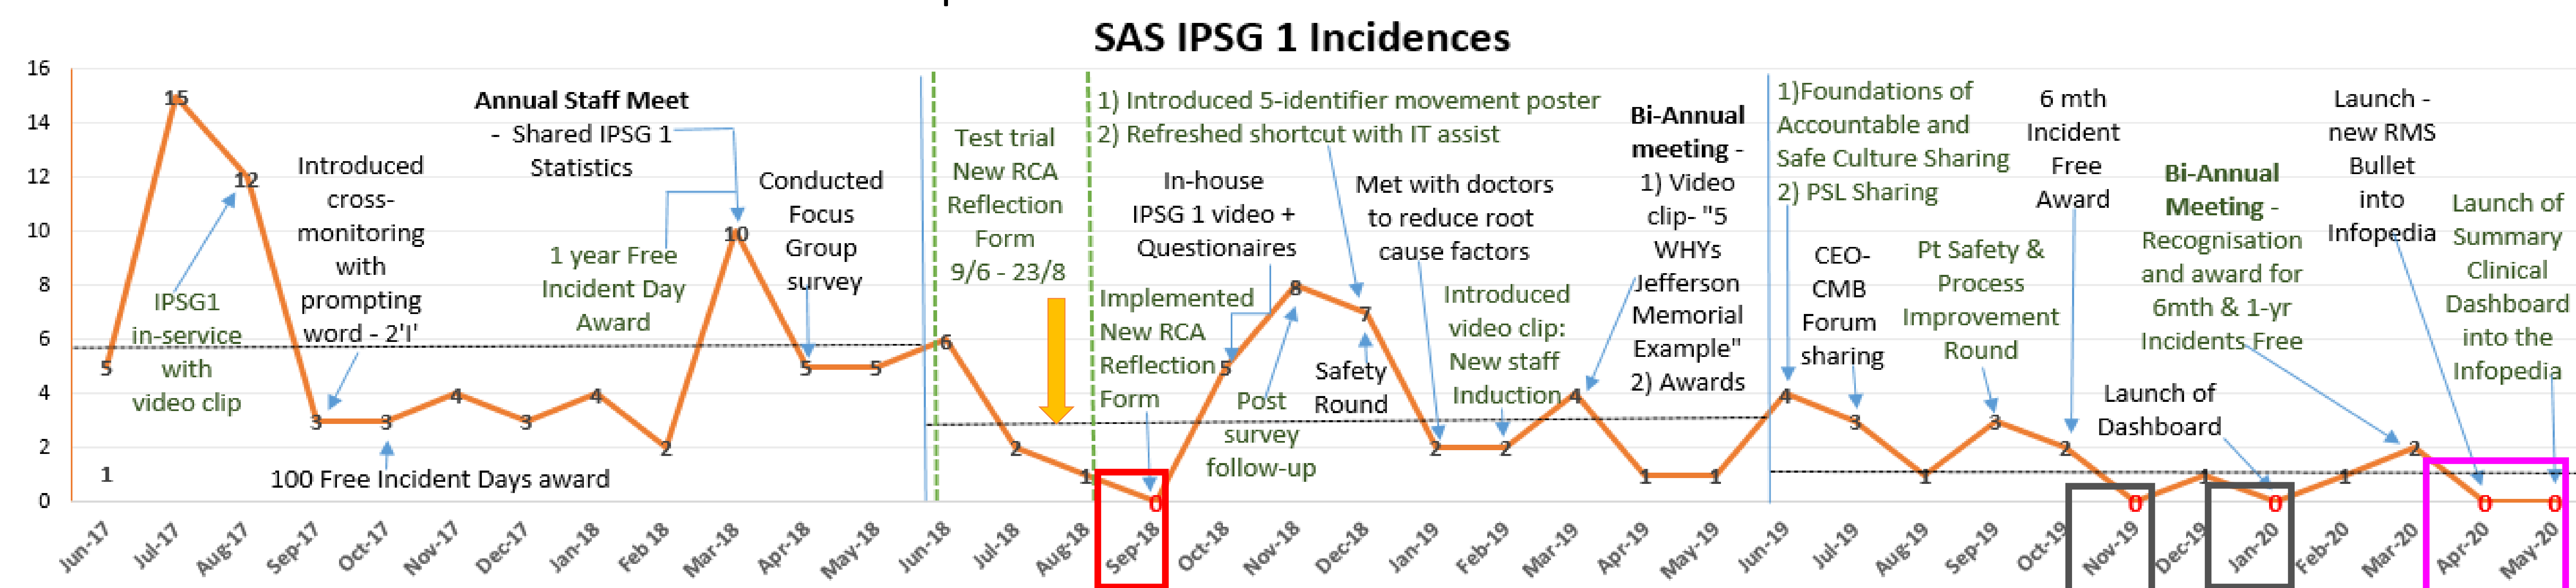 SAS IPSG 1 Incidences
16
14
12
10
8
6
4
2
0
5
15
12
3
3
4
3
4
2
10
5
5
6
2
1
0
5
8
7
2
2
4
1
1
4
3
1
3
2
0
1
0
1
2
0
0
1
IPSG1
in-service
with
video clip
Introduced
cross-
monitoring
with
prompting
word - 2'I'
100 Free Incident Days award
Annual Staff Meet
- Shared IPSG 1
Statistics
1 year Free
Incident Day
Award
Conducted
Focus
Group
survey
Test trial
New RCA
Reflection
Form
9/6 - 23/8
1) Introduced 5-identifier movement poster
2) Refreshed shortcut with IT assist
In-house
IPSG 1 video +
Questionaires
Implemented
New RCA
Reflection
Form
Post
survey
follow-up
Safety
Round
Met with doctors
to reduce root
cause factors
Introduced
video clip:
New staff
Induction
Bi-Annual
meeting -
1) Video
clip- "5
WHYs
Jefferson
Memorial
Example"
2) Awards
1)Foundations of
Accountable and
Safe Culture Sharing
2) PSL Sharing
CEO-
CMB
Forum
sharing
Pt Safety &
Process
Improvement
Round
6 mth
Incident
Free
Award
Launch of
Dashboard
Bi-Annual
Meeting -
Recognisation
and award for
6mth & 1-yr
Incidents Free
Launch -
new RMS
Bullet
into
Infopedia
Launch of
Summary
Clinical
Dashboard
into the
Infopedia
Jun-17
Jul-17
Aug-17
Sep-17
Oct-17
Nov-17
Dec-17
Jan-18
Feb 18
Mar-18
Apr-18
May-18
Jun-18
Jul-18
Aug-18
Sep-18
Oct-18
Nov-18
Dec-18
Jan-19
Feb-19
Mar-19
Apr-19
May-19
Jun-19
Jul-19
Aug-19
Sep-19
Oct-19
Nov-19
Dec-19
Jan-20
Feb-20
Mar-20
Apr-20
May-20